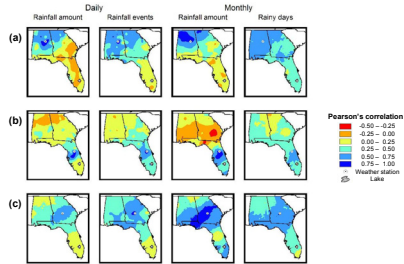 Daily Monthly
Rainfall amount Rainfall events Rainfall amount Rainy days
(a)
(b)
(c)
Pearson's correlation
-0.50 – -0.25
-0.25 – 0.00
0.00 – 0.25
0.25 – 0.50
0.50 – 0.75
0.75 – 1.00
Weather station
Lake